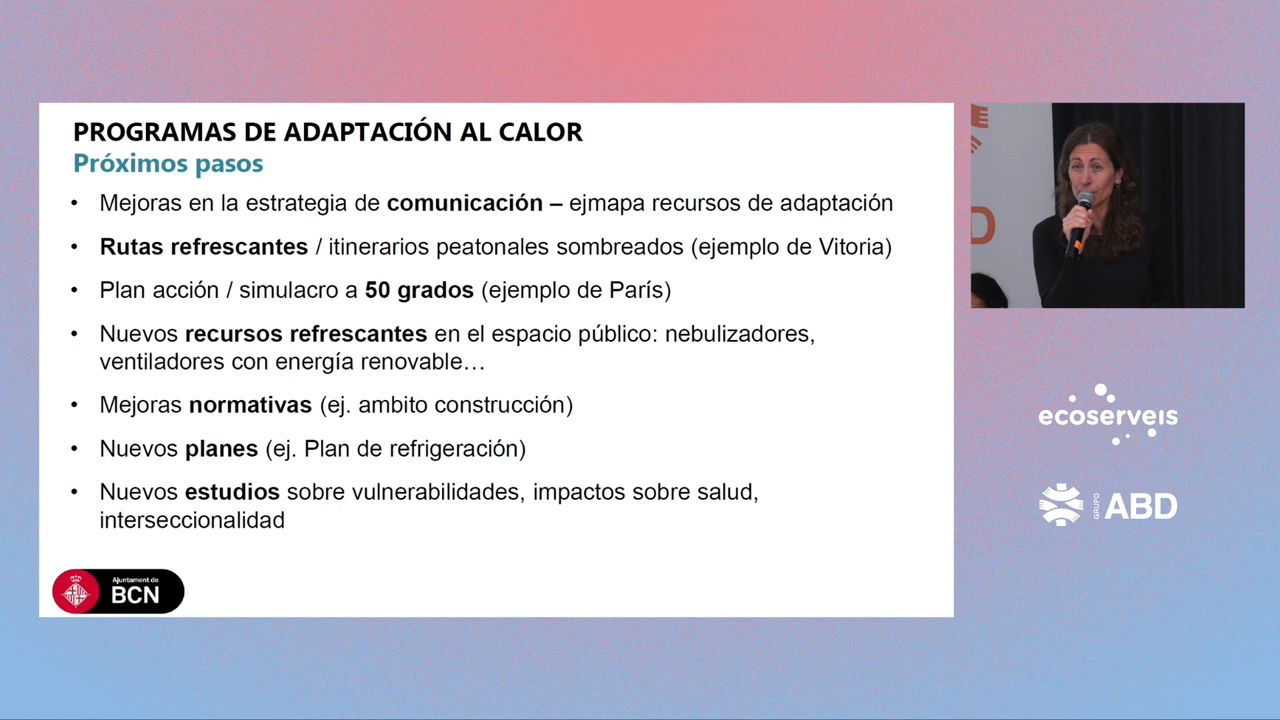 PROGRAMAS DE ADAPTACIÓN AL CALOR
Próximos pasos
• Mejoras en la estrategia de comunicación – ejmapa recursos de adaptación
• Rutas refrescantes / itinerarios peatonales sombreados (ejemplo de Vitoria)
• Plan acción / simulacro a 50 grados (ejemplo de París)
• Nuevos recursos refrescantes en el espacio público: nebulizadores,
ventiladores con energía renovable…
• Mejoras normativas (ej. ambito construcción)
• Nuevos planes (ej. Plan de refrigeración)
• Nuevos estudios sobre vulnerabilidades, impactos sobre salud,
interseccionalidad
Ajuntament de
BCN
ecoserveis
GRUPO ABD